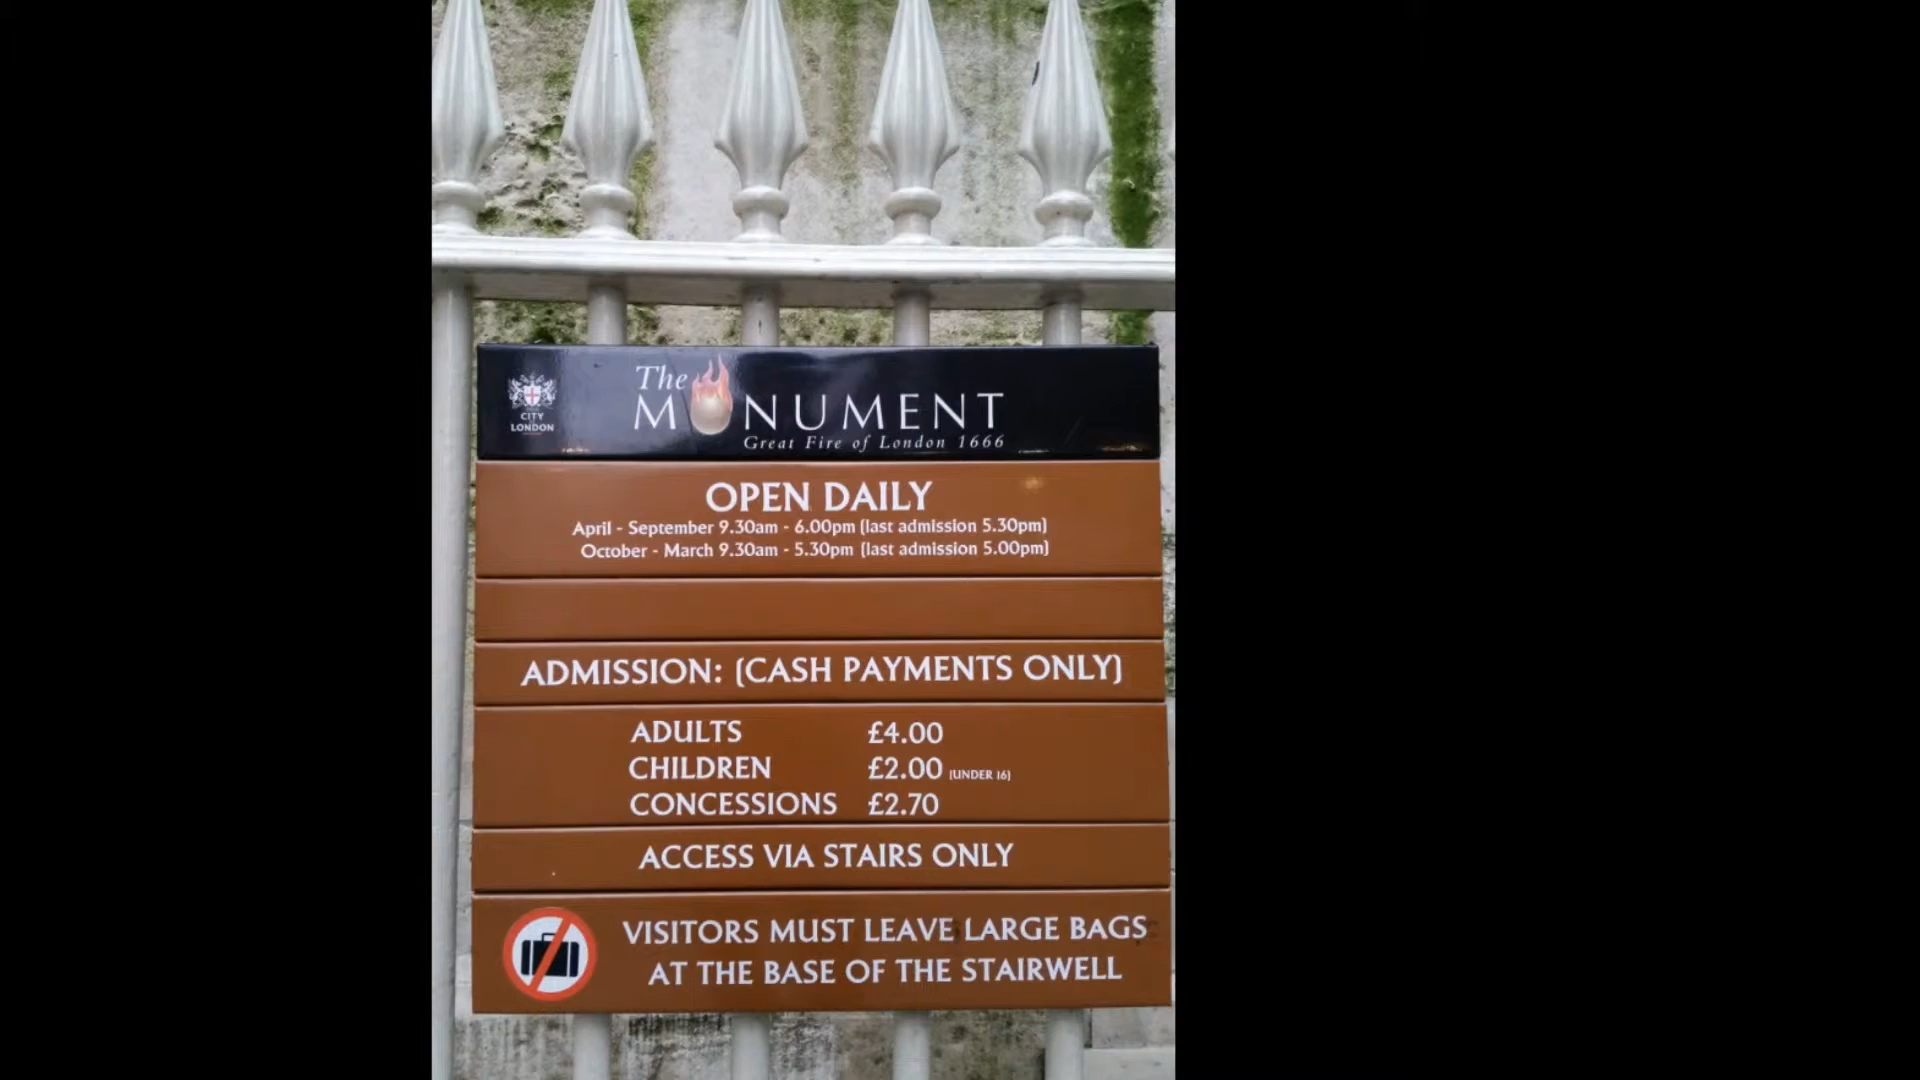 CITY
LONDON
The
MONUMENT
Great Fire of London 1666
OPEN DAILY
April - September 9.30am - 6.00pm (last admission 5.30pm)
October - March 9.30am - 5.30pm (last admission 5.00pm)
ADMISSION: (CASH PAYMENTS ONLY)
ADULTS £4.00
CHILDREN £2.00 (UNDER 16)
CONCESSIONS £2.70
ACCESS VIA STAIRS ONLY
VISITORS MUST LEAVE LARGE BAGS
AT THE BASE OF THE STAIRWELL